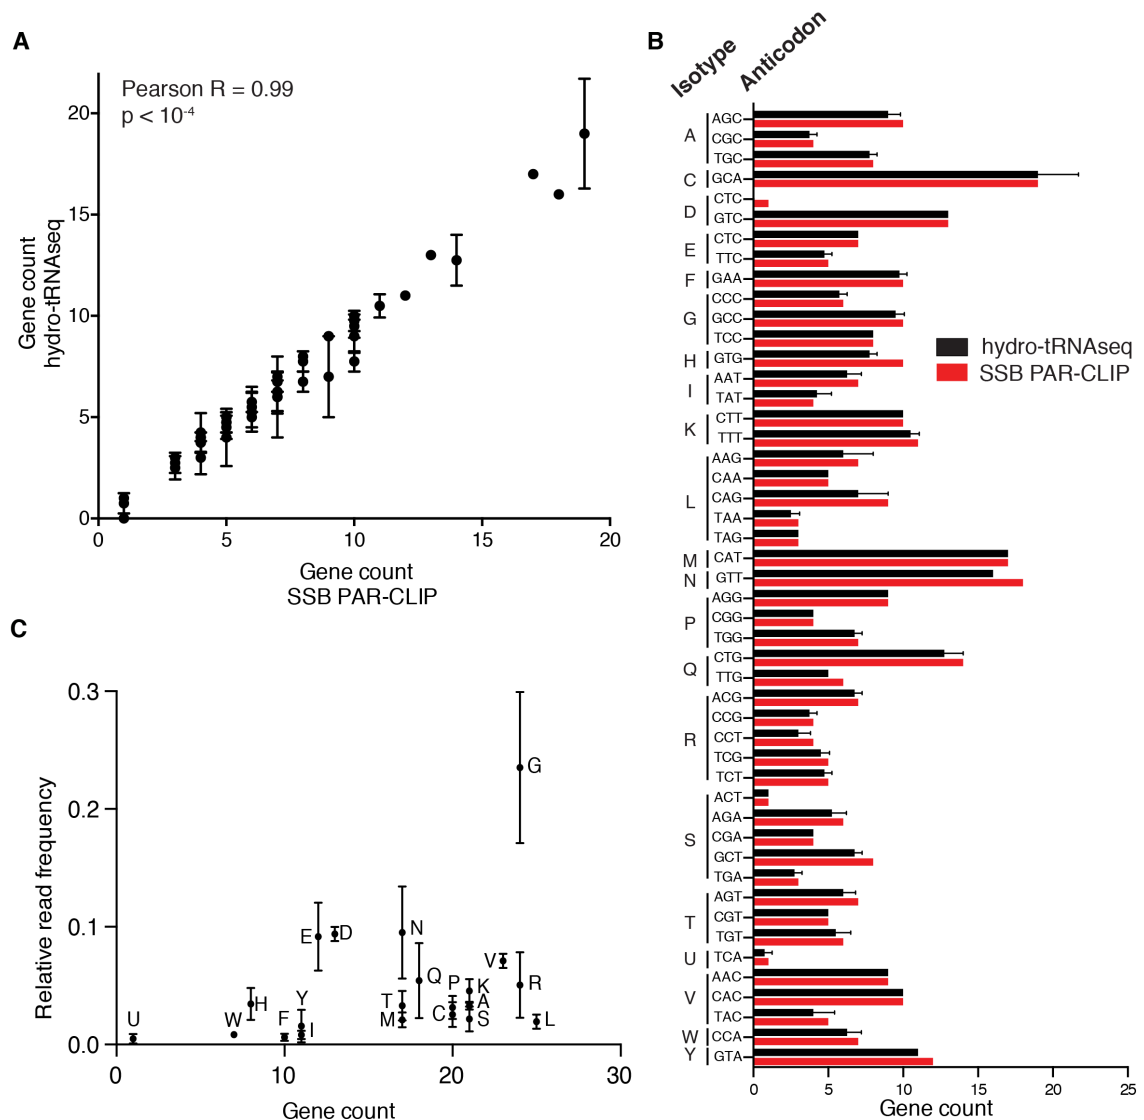 A
Pearson R = 0.99
p < 10-4
20
15
10
5
0
Gene count
hydro-tRNAseq
0 5 10 15 20
Gene count
SSB PAR-CLIP
B
Isotype Anticodon
A AGC
CGC
TGC
C GCA
D CTC
GTC
E CTC
TTC
F GAA
G CCC
GCC
TCC
H GTG
I AAT
TAT
K CTT
TTT
L AAG
CAA
CAG
TAA
TAG
M CAT
N GTT
P AGG
CGG
TGG
Q CTG
TTG
R ACG
CCG
CCT
TCG
TCT
S ACT
AGA
CGA
GCT
TGA
T AGT
CGT
TGT
U TCA
V AAC
CAC
TAC
W CCA
Y GTA
hydro-tRNAseq
SSB PAR-CLIP
0 5 10 15 20 25
Gene count
C
Relative read frequency
0.3
0.2
0.1
0.0
U
W
H
F
Y
I
E
D
N
T
M
Q
P
C
K
A
S
V
G
R
L
0 10 20 30
Gene count